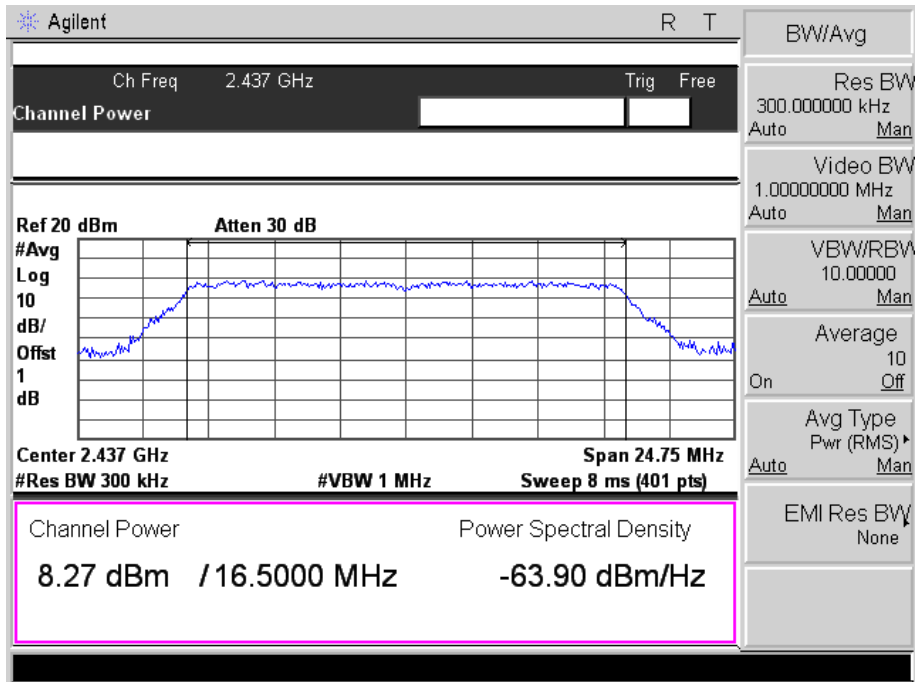 Agilent R T
Ch Freq 2.437 GHz Trig Free
Channel Power
Ref 20 dBm Atten 30 dB
#Avg
Log
10
dB/
Offst
1
dB
Center 2.437 GHz Span 24.75 MHz
#Res BW 300 kHz #VBW 1 MHz Sweep 8 ms (401 pts)
Channel Power Power Spectral Density
8.27 dBm / 16.5000 MHz -63.90 dBm/Hz
BW/Avg
Res BW
300.000000 kHz
Auto Man
Video BW
1.00000000 MHz
Auto Man
VBW/RBW
10.00000
Auto Man
Average
10
On Off
Avg Type
Pwr (RMS)
Auto Man
EMI Res BW
None